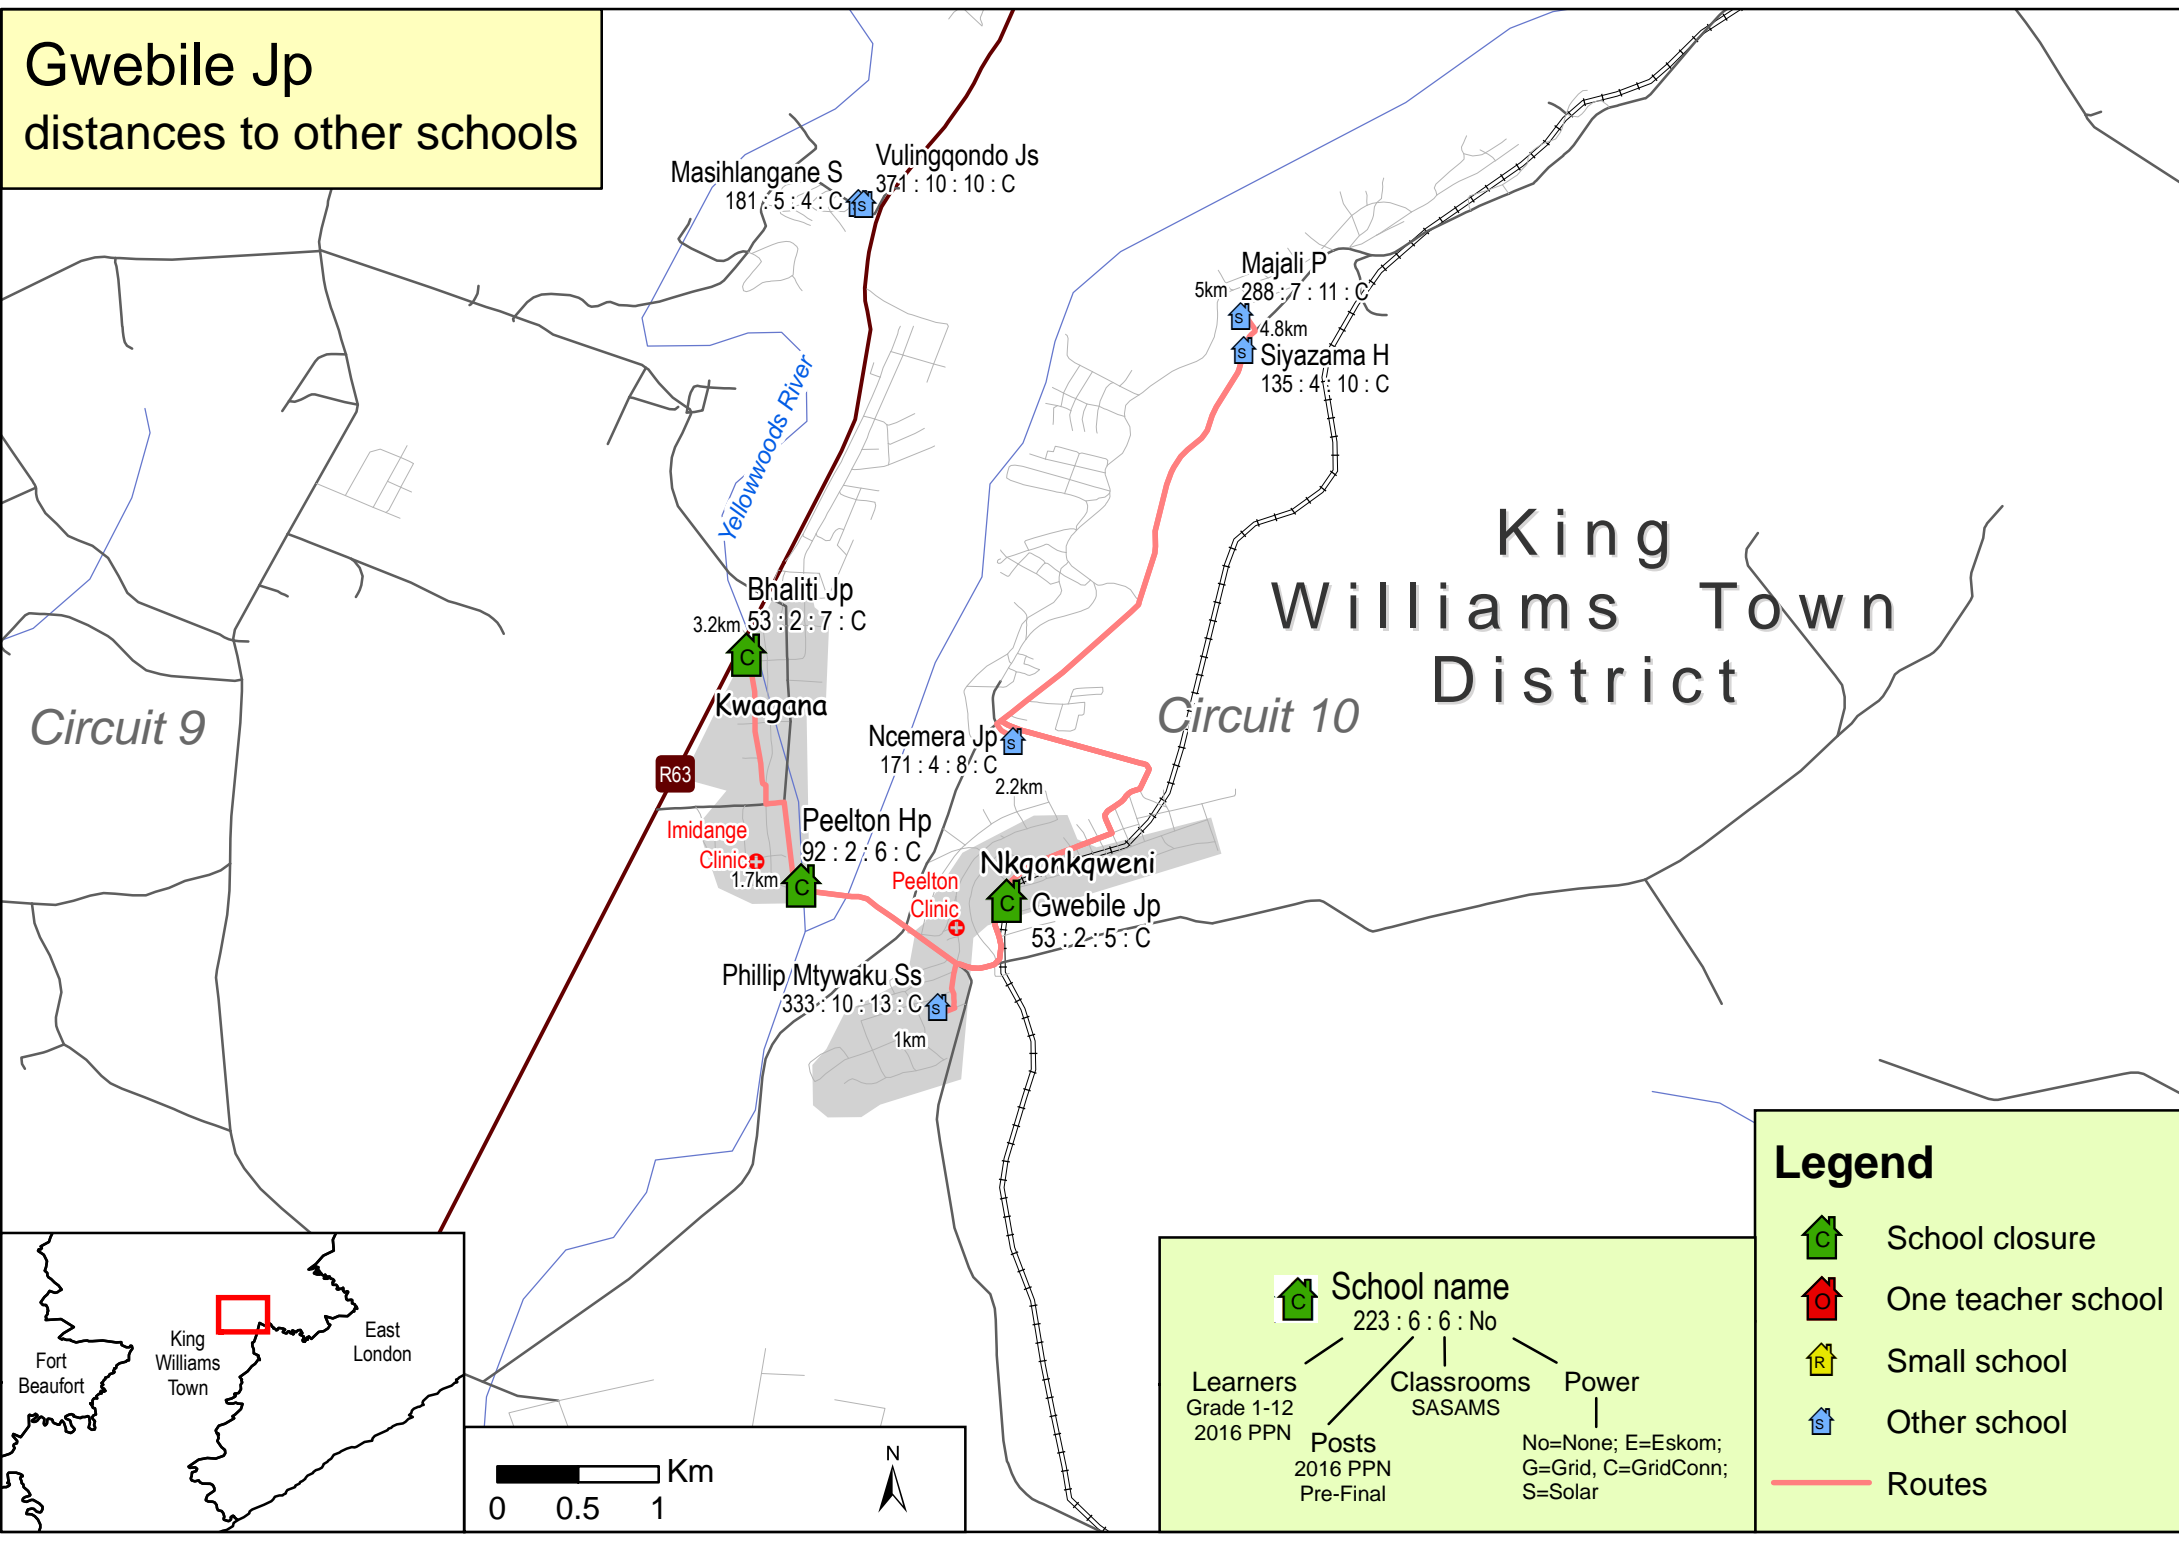 Gwebile Jp
distances to other schools
Masihlangane S
181 : 5 : 4 : C
Vulingqondo Js
371 : 10 : 10 : C
S
Majali P
5km
288 : 7 : 11 : C
S
4.8km
S
Siyazama H
135 : 4 : 10 : C
Yellowwoods River
King
Williams Town
District
Bhaliti Jp
3.2km
53 : 2 : 7 : C
C
Kwagana
Circuit 9
Circuit 10
R63
Ncemera Jp
S
171 : 4 : 8 : C
2.2km
Imidange
Clinic
Peelton Hp
92 : 2 : 6 : C
1.7km
C
Peelton
Clinic
Nkqonkqweni
C
Gwebile Jp
53 : 2 : 5 : C
Phillip Mtywaku Ss
333 : 10 : 13 : C
S
1km
Fort
Beaufort
King
Williams
Town
East
London
Km
0 0.5 1
N
C
School name
223 : 6 : 6 : No
Learners
Grade 1-12
2016 PPN
Posts
2016 PPN
Pre-Final
Classrooms
SASAMS
Power
No=None; E=Eskom;
G=Grid, C=GridConn;
S=Solar
Legend
C School closure
O One teacher school
R Small school
S Other school
Routes